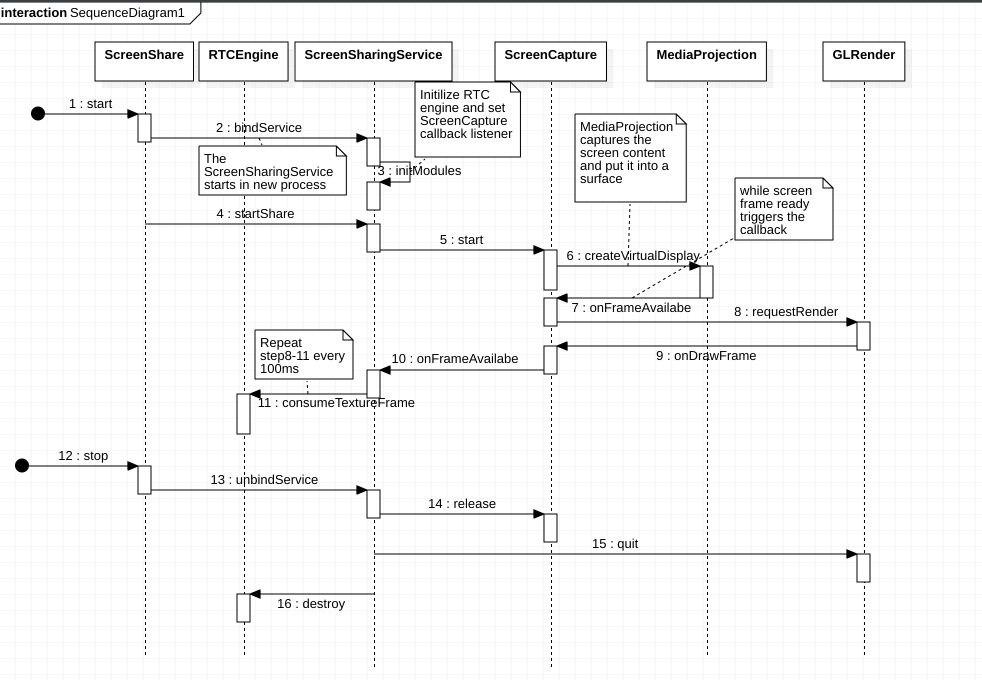 interaction SequenceDiagram1
ScreenShare
RTCEngine
ScreenSharingService
ScreenCapture
MediaProjection
GLRender
Initilize RTC
engine and set
ScreenCapture
callback listener
1 : start
2 : bindService
MediaProjection
captures the
screen content
and put it into a
surface
The
ScreenSharingService
starts in new process
3 : initModules
while screen
frame ready
triggers the
callback
4 : startShare
5 : start
6 : createVirtualDisplay
7 : onFrameAvailabe
8 : requestRender
Repeat
step8-11 every
100ms
9 : onDrawFrame
10 : onFrameAvailabe
11 : consumeTextureFrame
12 : stop
13 : unbindService
14 : release
15 : quit
16 : destroy